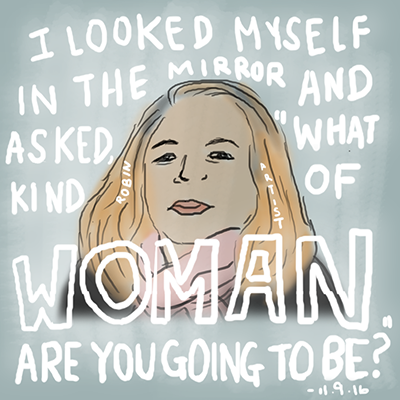 I LOOKED MYSELF
IN THE MIRROR AND
ASKED, "WHAT
KIND OF
WOMAN
ARE YOU GOING TO BE?"
- 11.9.16
ROBIN
ARTIST